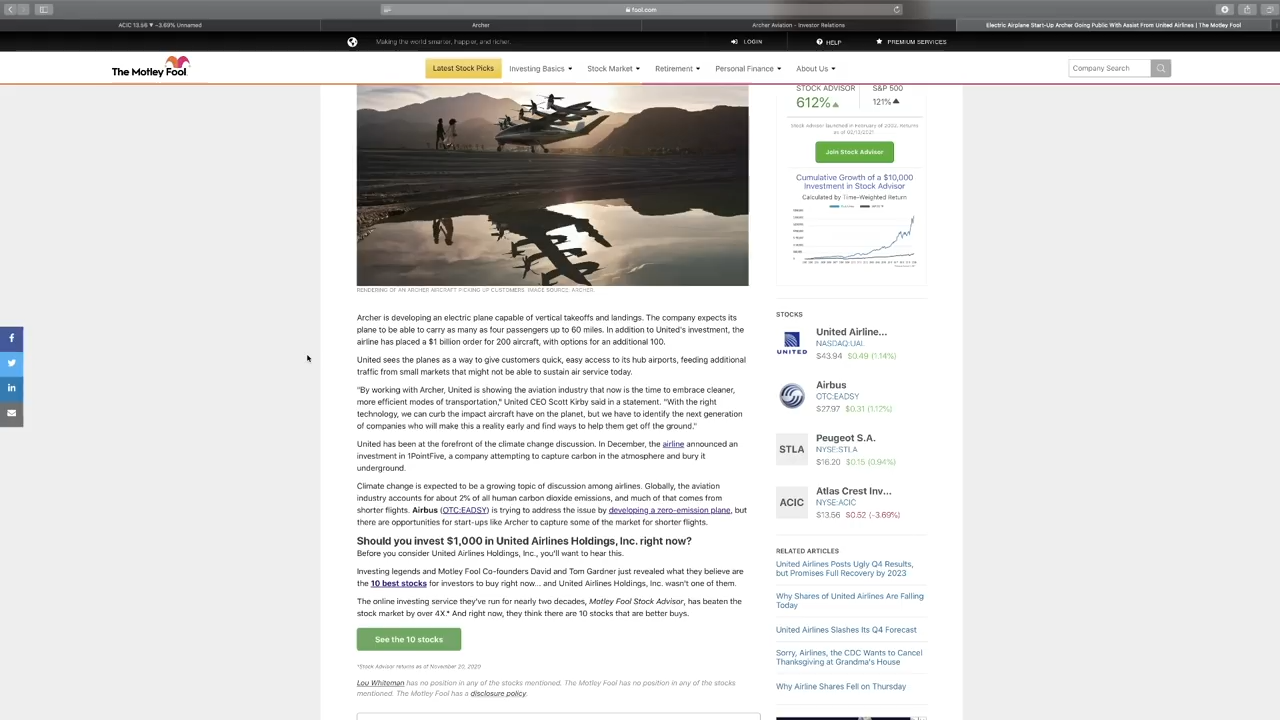 fool.com
ACIC 13.56 ▼ −3.69% Unnamed
Archer
Archer Aviation - Investor Relations
Electric Airplane Start-Up Archer Going Public With Assist From United Airlines | The Motley Fool
Making the world smarter, happier, and richer.
LOGIN
HELP
PREMIUM SERVICES
The Motley Fool.
Latest Stock Picks
Investing Basics
Stock Market
Retirement
Personal Finance
About Us
Company Search
RENDERING OF AN ARCHER AIRCRAFT PICKING UP CUSTOMERS. IMAGE SOURCE: ARCHER.
Archer is developing an electric plane capable of vertical takeoffs and landings. The company expects its
plane to be able to carry as many as four passengers up to 60 miles. In addition to United's investment, the
airline has placed a $1 billion order for 200 aircraft, with options for an additional 100.
United sees the planes as a way to give customers quick, easy access to its hub airports, feeding additional
traffic from small markets that might not be able to sustain air service today.
"By working with Archer, United is showing the aviation industry that now is the time to embrace cleaner,
more efficient modes of transportation," United CEO Scott Kirby said in a statement. "With the right
technology, we can curb the impact aircraft have on the planet, but we have to identify the next generation
of companies who will make this a reality early and find ways to help them get off the ground."
United has been at the forefront of the climate change discussion. In December, the airline announced an
investment in 1PointFive, a company attempting to capture carbon in the atmosphere and bury it
underground.
Climate change is expected to be a growing topic of discussion among airlines. Globally, the aviation
industry accounts for about 2% of all human carbon dioxide emissions, and much of that comes from
shorter flights. Airbus (OTC:EADSY) is trying to address the issue by developing a zero-emission plane, but
there are opportunities for start-ups like Archer to capture some of the market for shorter flights.
Should you invest $1,000 in United Airlines Holdings, Inc. right now?
Before you consider United Airlines Holdings, Inc., you'll want to hear this.
Investing legends and Motley Fool Co-founders David and Tom Gardner just revealed what they believe are
the 10 best stocks for investors to buy right now... and United Airlines Holdings, Inc. wasn't one of them.
The online investing service they've run for nearly two decades, Motley Fool Stock Advisor, has beaten the
stock market by over 4X.* And right now, they think there are 10 stocks that are better buys.
See the 10 stocks
*Stock Advisor returns as of November 20, 2020
Lou Whiteman has no position in any of the stocks mentioned. The Motley Fool has no position in any of the stocks
mentioned. The Motley Fool has a disclosure policy.
STOCK ADVISOR
S&P 500
612%
121%
Stock Advisor launched in February of 2002. Returns
as of 02/12/2021.
Join Stock Advisor
Cumulative Growth of a $10,000
Investment in Stock Advisor
Calculated by Time-Weighted Return
STOCKS
UNITED
United Airline...
NASDAQ:UAL
$43.94 $0.49 (1.14%)
Airbus
OTC:EADSY
$27.97 $0.31 (1.12%)
STLA
Peugeot S.A.
NYSE:STLA
$16.20 $0.15 (0.94%)
ACIC
Atlas Crest Inv...
NYSE:ACIC
$13.56 $0.52 (-3.69%)
RELATED ARTICLES
United Airlines Posts Ugly Q4 Results,
but Promises Full Recovery by 2023
Why Shares of United Airlines Are Falling
Today
United Airlines Slashes Its Q4 Forecast
Sorry, Airlines, the CDC Wants to Cancel
Thanksgiving at Grandma's House
Why Airline Shares Fell on Thursday